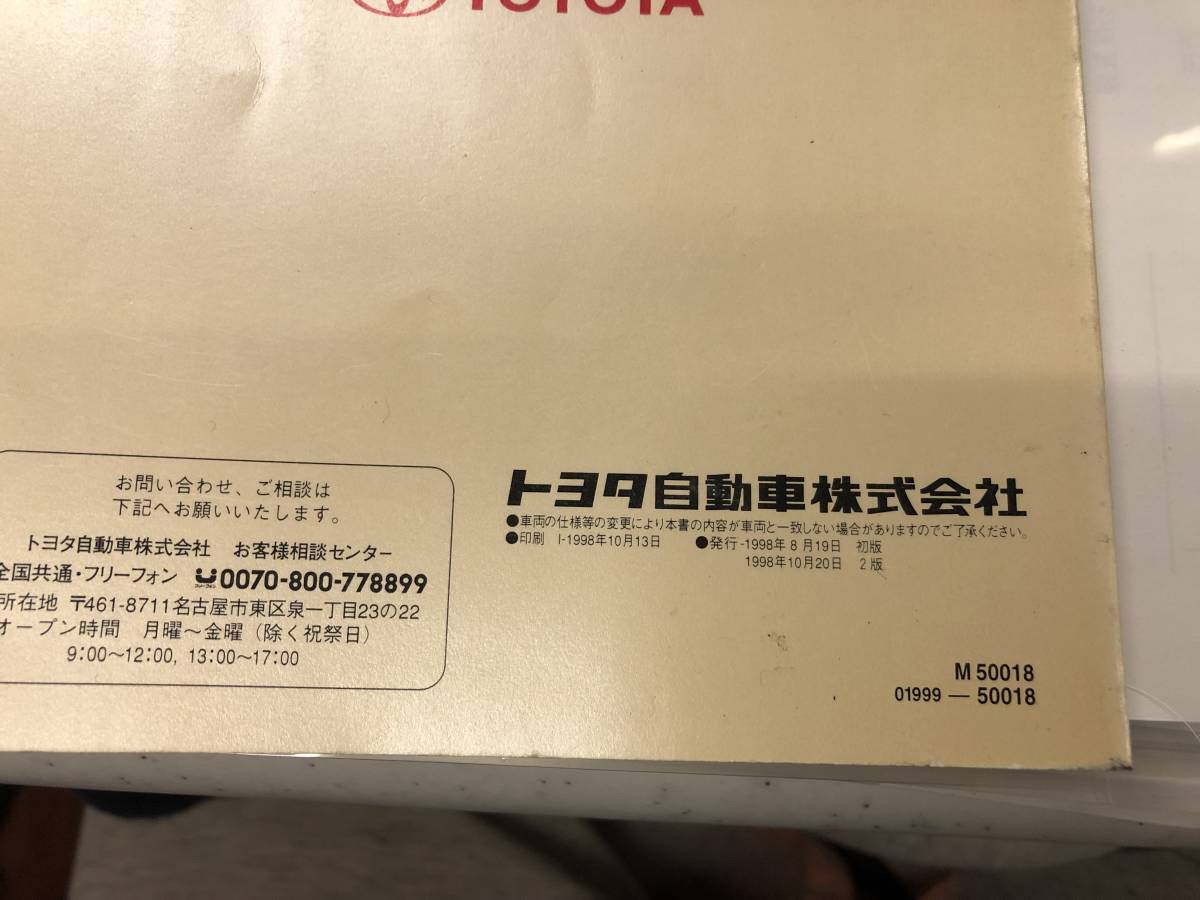 TOYOTA
お問い合わせ、ご相談は
下記へお願いいたします。
トヨタ自動車株式会社 お客様相談センター
全国共通・フリーフォン 0070-800-778899
所在地 〒461-8711名古屋市東区泉一丁目23の22
オープン時間 月曜〜金曜（除く祝祭日）
9:00〜12:00, 13:00〜17:00
トヨタ自動車株式会社
●車両の仕様等の変更により本書の内容が車両と一致しない場合がありますのでご了承ください。
●印刷 I-1998年10月13日 ●発行-1998年8月19日 初版
1998年10月20日 2版
M 50018
01999 — 50018